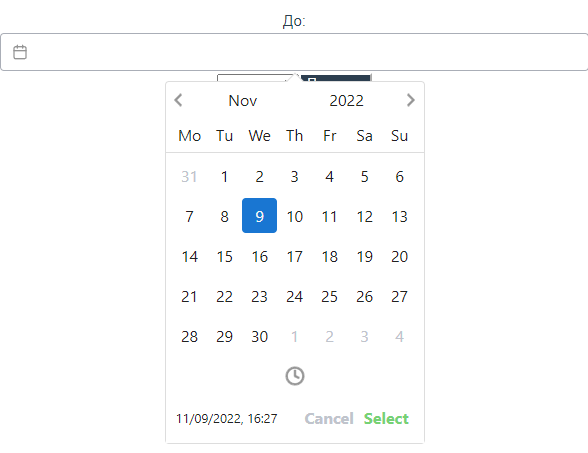 До:
Nov 2022
Mo Tu We Th Fr Sa Su
31 1 2 3 4 5 6
7 8 9 10 11 12 13
14 15 16 17 18 19 20
21 22 23 24 25 26 27
28 29 30 1 2 3 4
11/09/2022, 16:27 Cancel Select